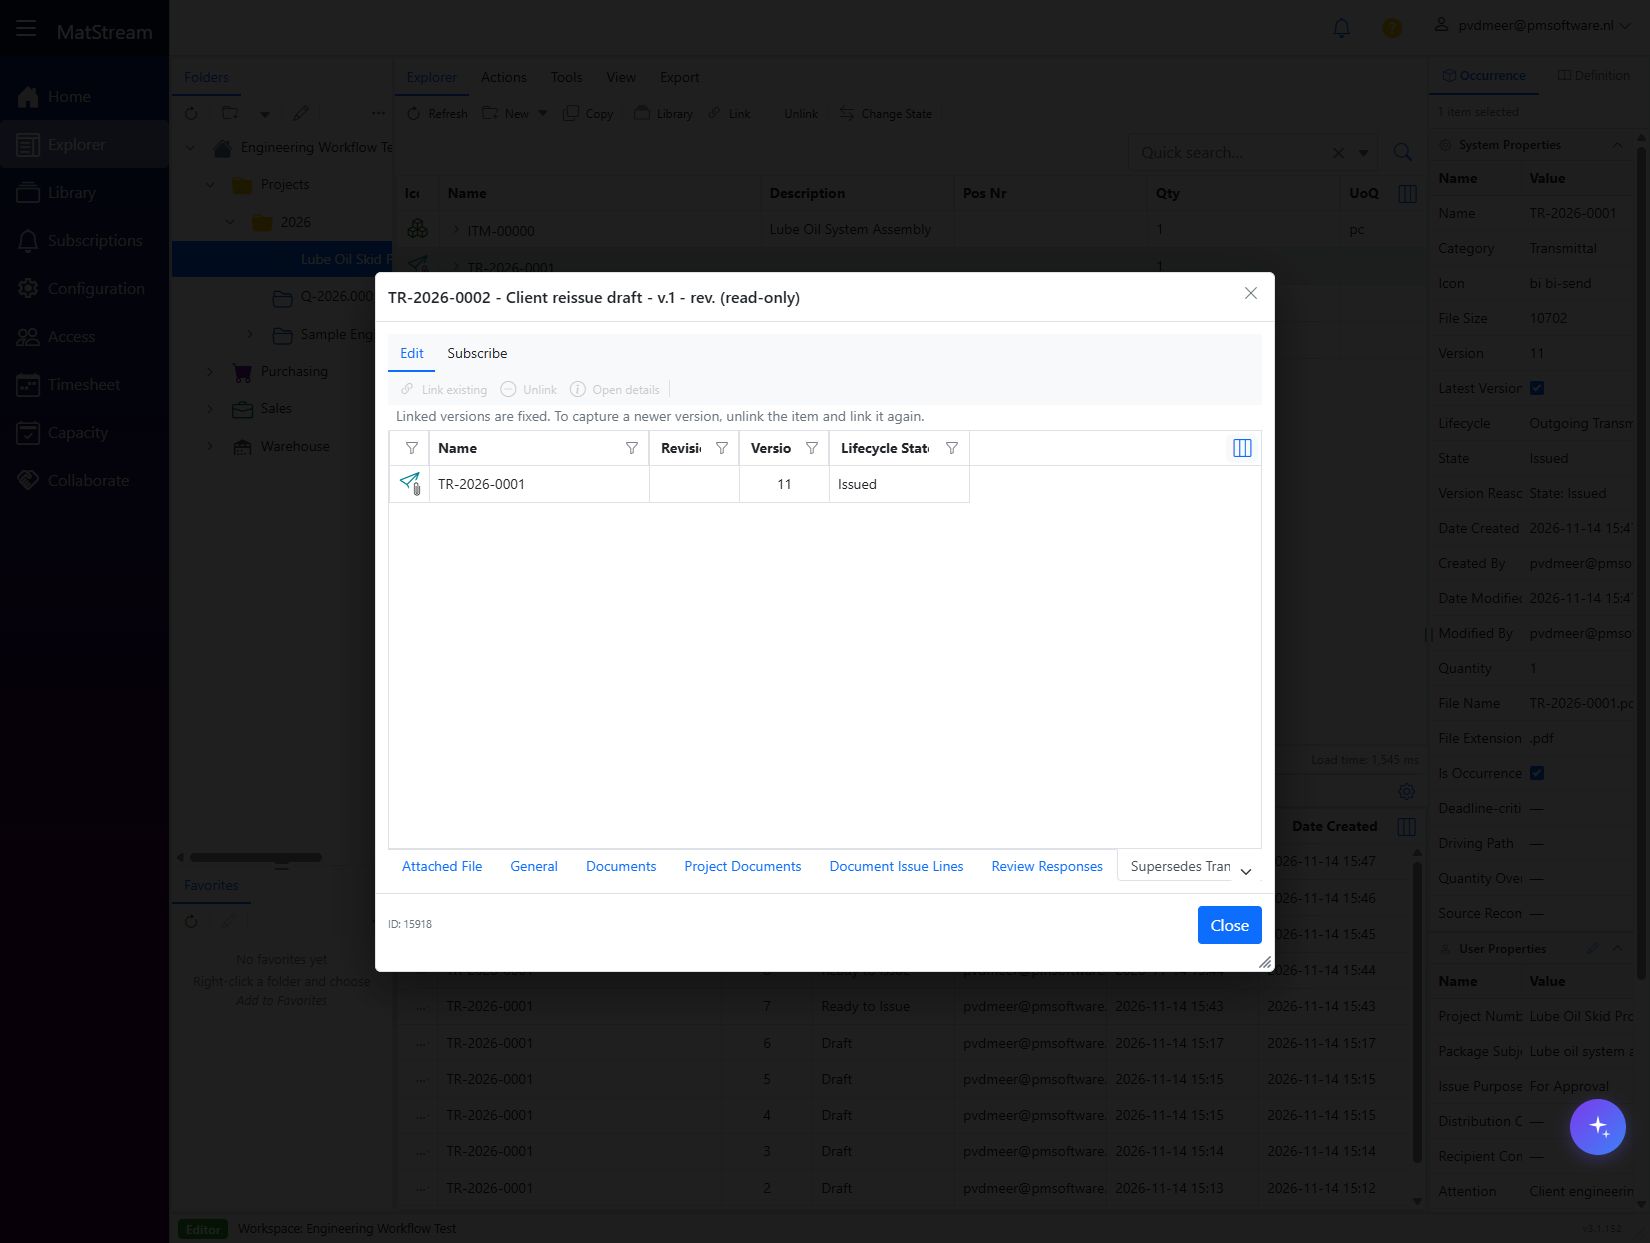 MatStream
pvdmeer@pmsoftware.nl
Home
Explorer
Library
Subscriptions
Configuration
Access
Timesheet
Capacity
Collaborate
Folders
Engineering Workflow Te
Projects
2026
Lube Oil Skid P
Q-2026.000
Sample Eng
Purchasing
Sales
Warehouse
Favorites
No favorites yet
Right-click a folder and choose
Add to Favorites
Explorer Actions Tools View Export
Refresh New Copy Library Link Unlink Change State
Quick search...
Ico Name Description Pos Nr Qty UoQ
ITM-00000 Lube Oil System Assembly 1 pc
TR-2026-0001 1
TR-2026-0002 - Client reissue draft - v.1 - rev. (read-only)
Edit Subscribe
Link existing Unlink Open details
Linked versions are fixed. To capture a newer version, unlink the item and link it again.
Name Revisi Versio Lifecycle State
TR-2026-0001 11 Issued
Attached File General Documents Project Documents Document Issue Lines Review Responses Supersedes Tran
ID: 15918
Close
Load time: 1,545 ms
Date Created
026-11-14 15:47
026-11-14 15:46
026-11-14 15:45
026-11-14 15:44
TR-2026-0001 7 Ready to Issue pvdmeer@pmsoftware. 2026-11-14 15:43 2026-11-14 15:43
TR-2026-0001 6 Draft pvdmeer@pmsoftware. 2026-11-14 15:17 2026-11-14 15:17
TR-2026-0001 5 Draft pvdmeer@pmsoftware. 2026-11-14 15:15 2026-11-14 15:15
TR-2026-0001 4 Draft pvdmeer@pmsoftware. 2026-11-14 15:15 2026-11-14 15:15
TR-2026-0001 3 Draft pvdmeer@pmsoftware. 2026-11-14 15:14 2026-11-14 15:14
TR-2026-0001 2 Draft pvdmeer@pmsoftware. 2026-11-14 15:13 2026-11-14 15:12
Occurrence Definition
1 item selected
System Properties
Name Value
Name TR-2026-0001
Category Transmittal
Icon bi bi-send
File Size 10702
Version 11
Latest Version
Lifecycle Outgoing Transm
State Issued
Version Reaso State: Issued
Date Created 2026-11-14 15:4
Created By pvdmeer@pmso
Date Modified 2026-11-14 15:4
Modified By pvdmeer@pmso
Quantity 1
File Name TR-2026-0001.pd
File Extension .pdf
Is Occurrence
Deadline-criti —
Driving Path —
Quantity Over —
Source Recon —
User Properties
Name Value
Project Numb Lube Oil Skid Pro
Package Subj Lube oil system a
Issue Purpose For Approval
Distribution C —
Recipient Con —
Attention Client engineerin
Editor Workspace: Engineering Workflow Test
v3.1.152